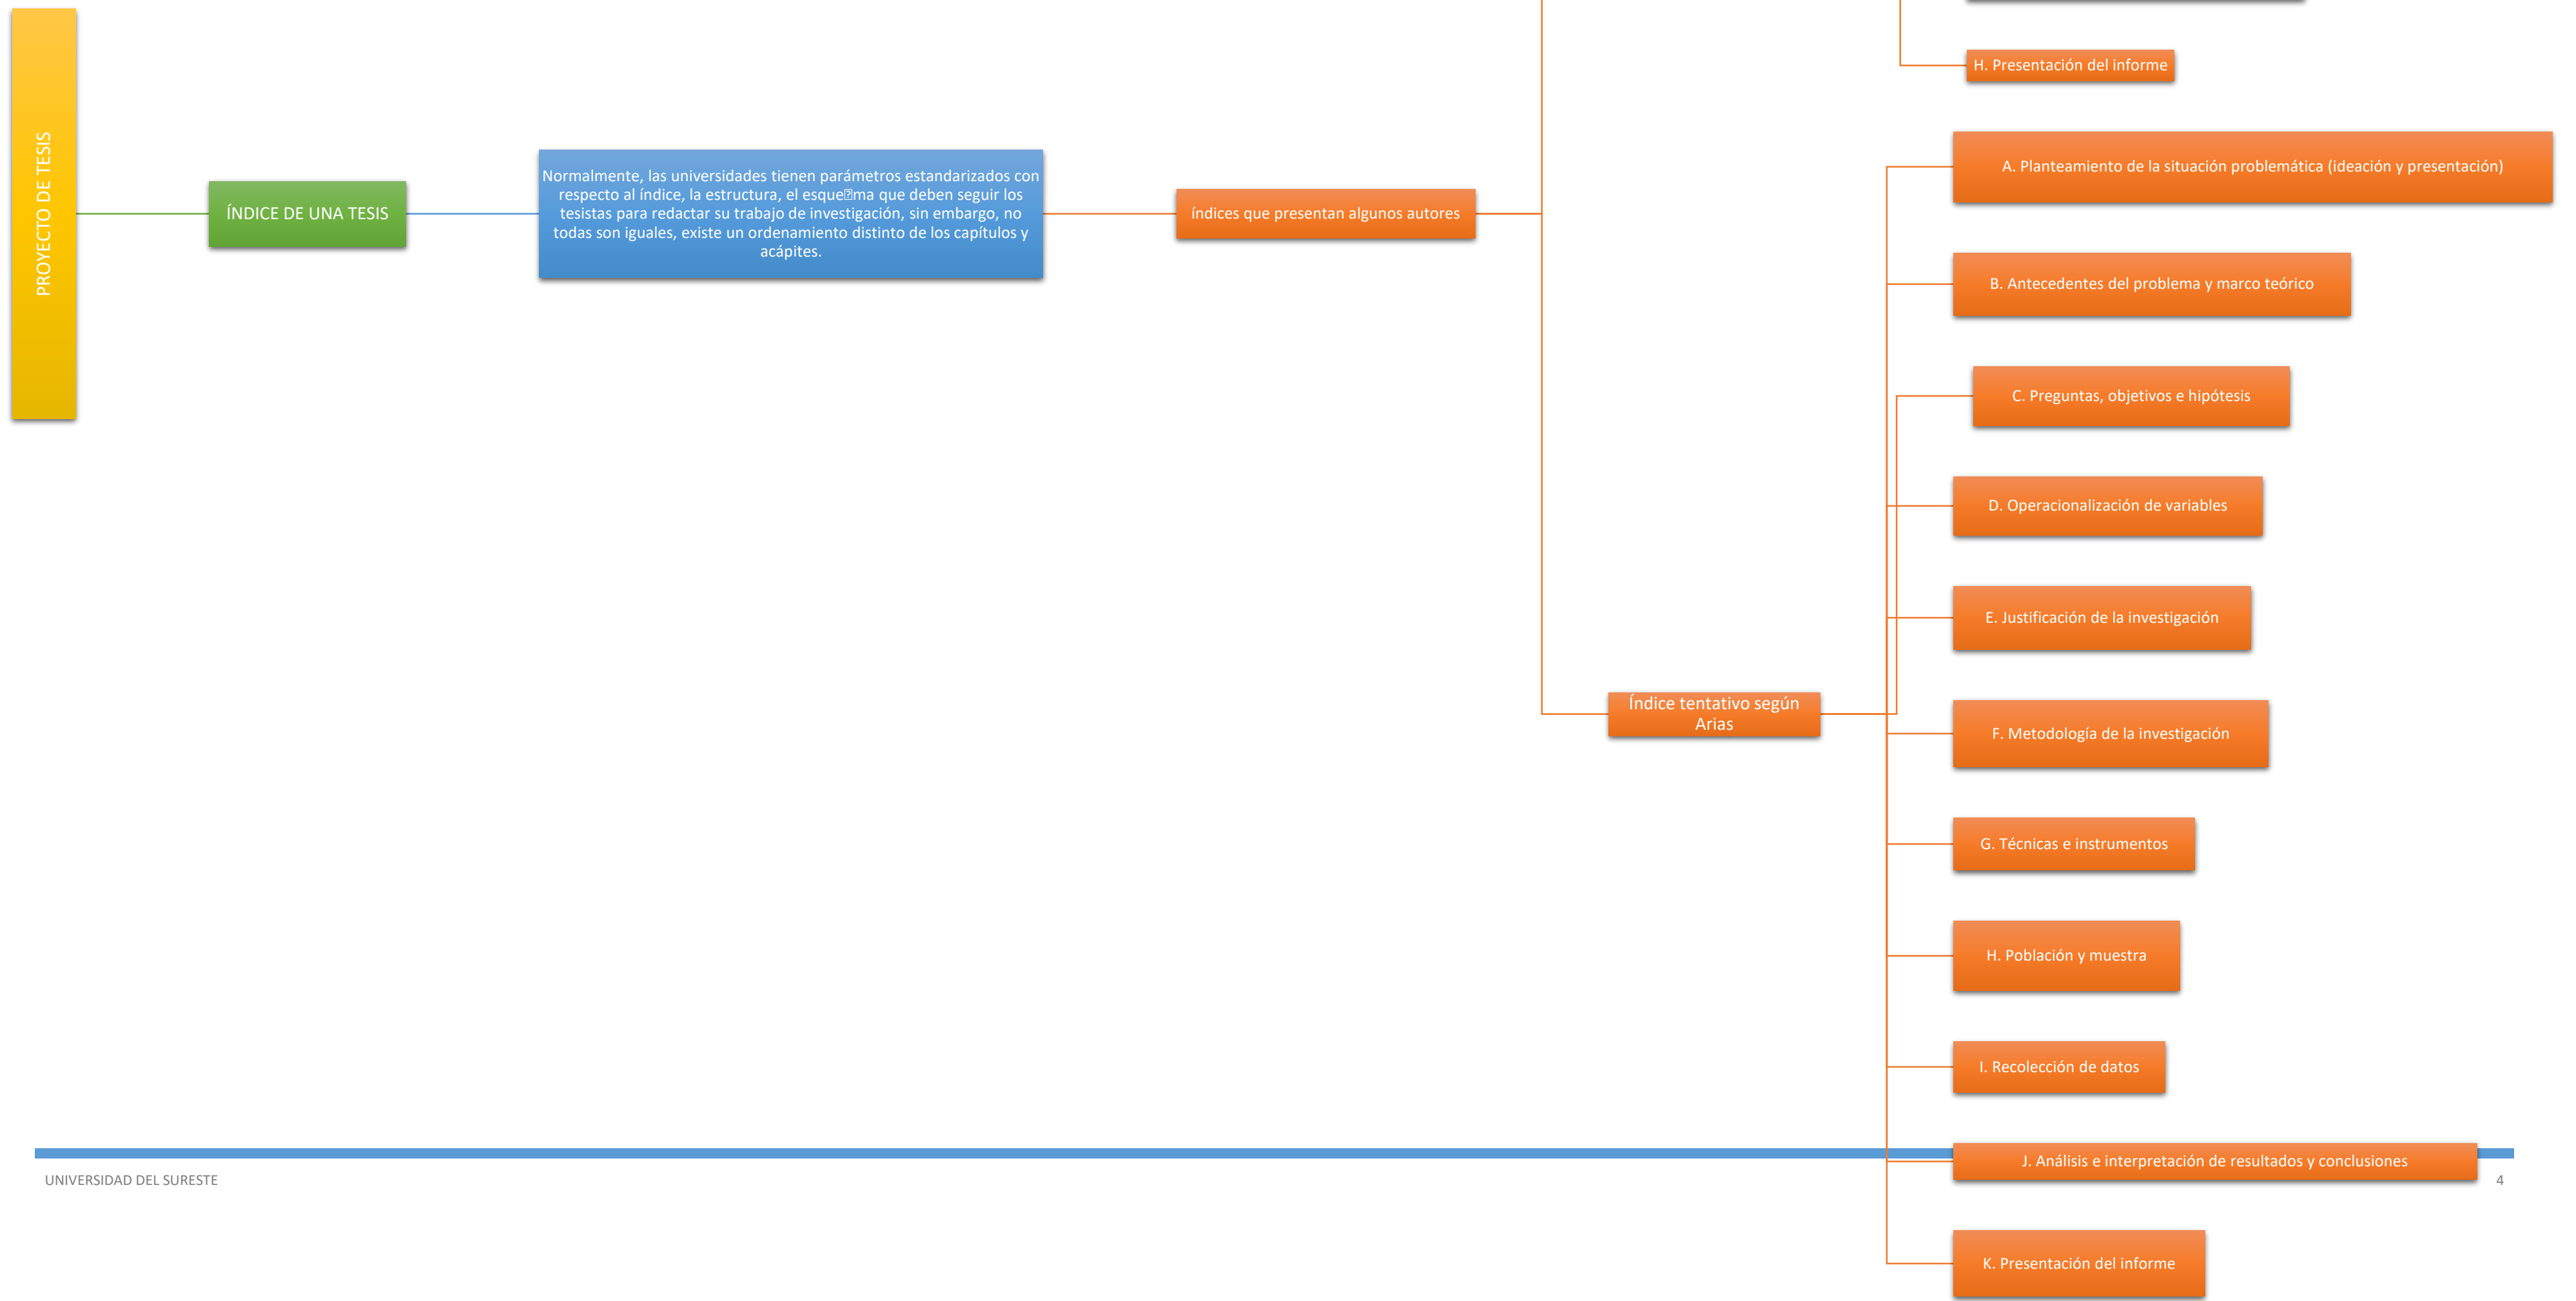 PROYECTO DE TESIS
ÍNDICE DE UNA TESIS
Normalmente, las universidades tienen parámetros estandarizados con
respecto al índice, la estructura, el esque�ma que deben seguir los
tesistas para redactar su trabajo de investigación, sin embargo, no
todas son iguales, existe un ordenamiento distinto de los capítulos y
acápites.
índices que presentan algunos autores
H. Presentación del informe
Índice tentativo según
Arias
A. Planteamiento de la situación problemática (ideación y presentación)
B. Antecedentes del problema y marco teórico
C. Preguntas, objetivos e hipótesis
D. Operacionalización de variables
E. Justificación de la investigación
F. Metodología de la investigación
G. Técnicas e instrumentos
H. Población y muestra
I. Recolección de datos
J. Análisis e interpretación de resultados y conclusiones
K. Presentación del informe
UNIVERSIDAD DEL SURESTE
4